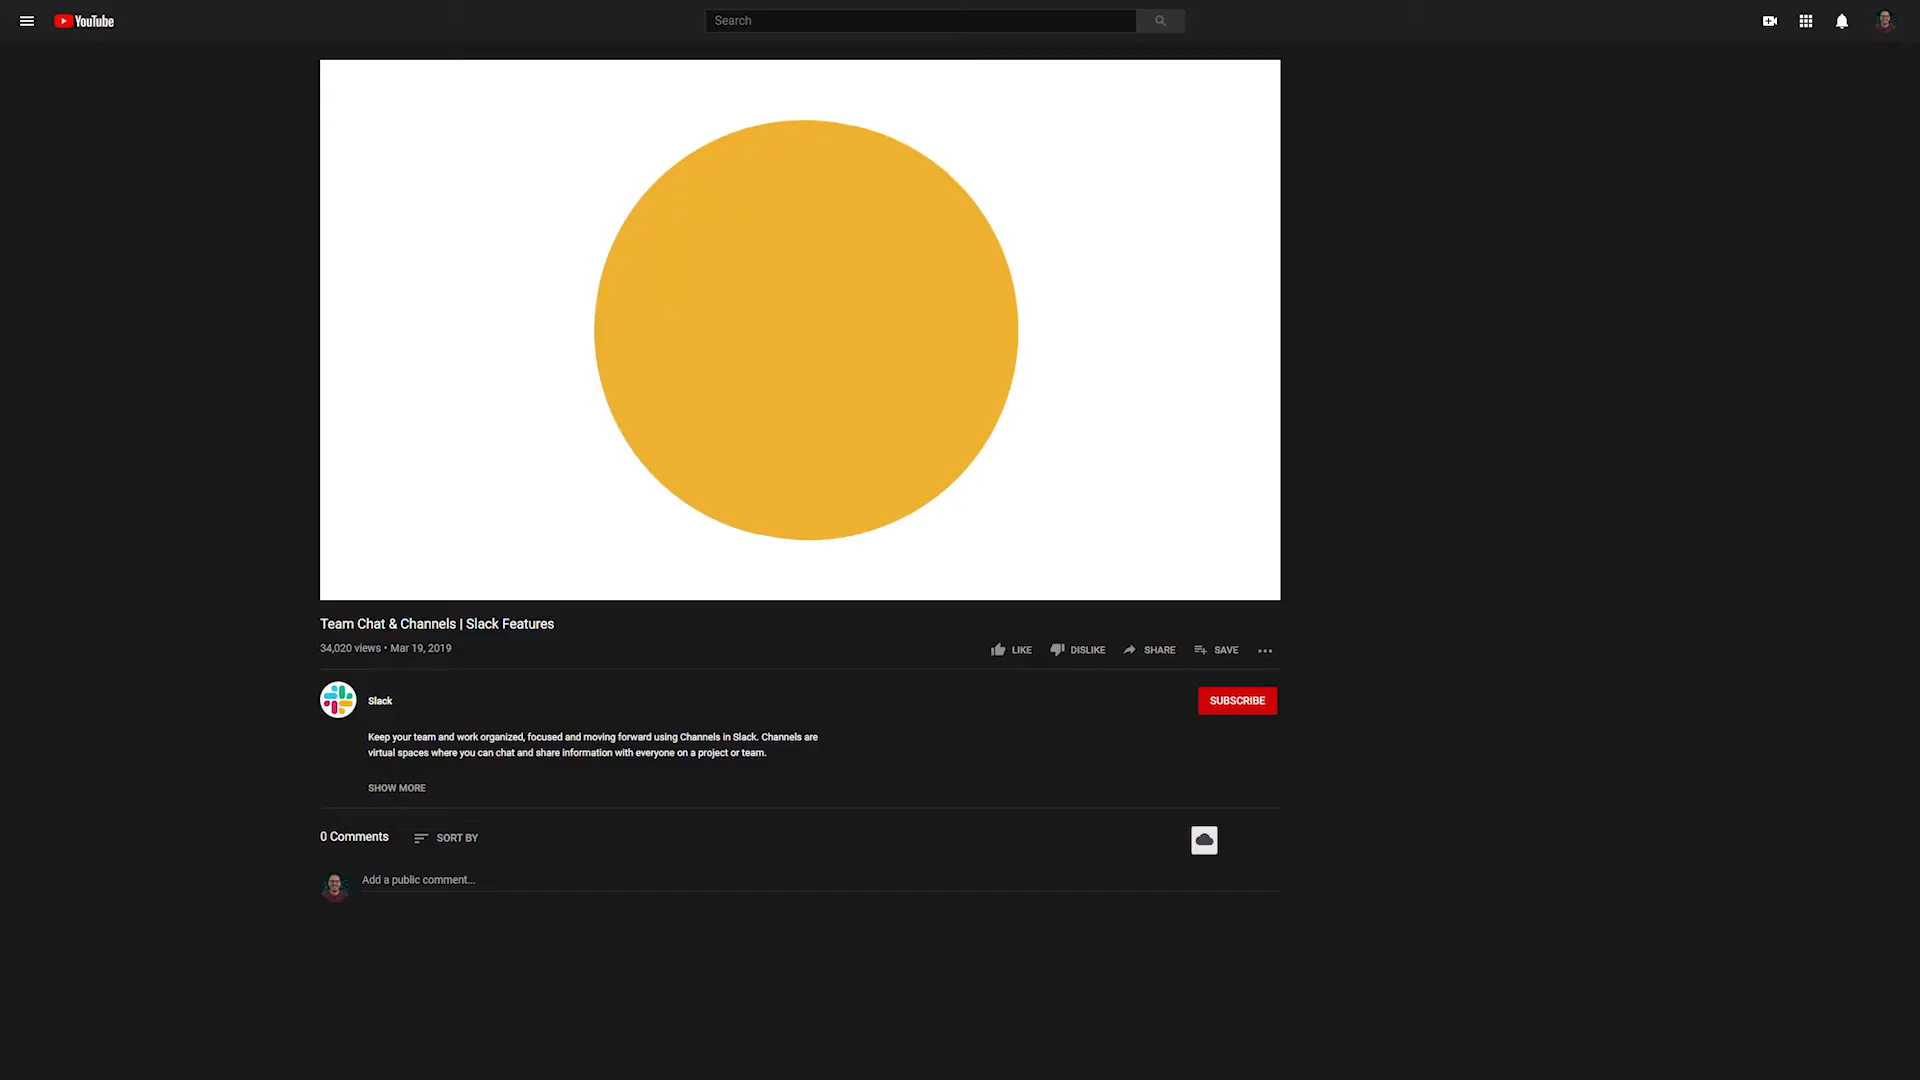 YouTube
Search
Team Chat & Channels | Slack Features
34,020 views • Mar 19, 2019
LIKE
DISLIKE
SHARE
SAVE
Slack
SUBSCRIBE
Keep your team and work organized, focused and moving forward using Channels in Slack. Channels are
virtual spaces where you can chat and share information with everyone on a project or team.
SHOW MORE
0 Comments
SORT BY
Add a public comment...